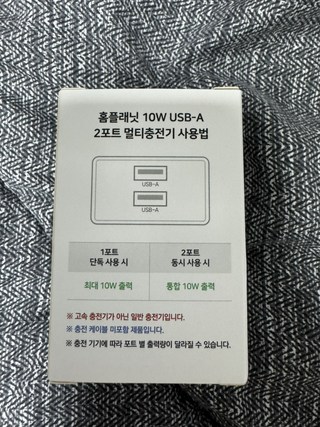 홈플래닛 10W USB-A
2포트 멀티충전기 사용법
USB-A
USB-A
1포트
단독 사용 시
2포트
동시 사용 시
최대 10W 출력
통합 10W 출력
※ 고속 충전기가 아닌 일반 충전기입니다.
※ 충전 케이블 미포함 제품입니다.
※ 충전 기기에 따라 포트 별 출력량이 달라질 수 있습니다.